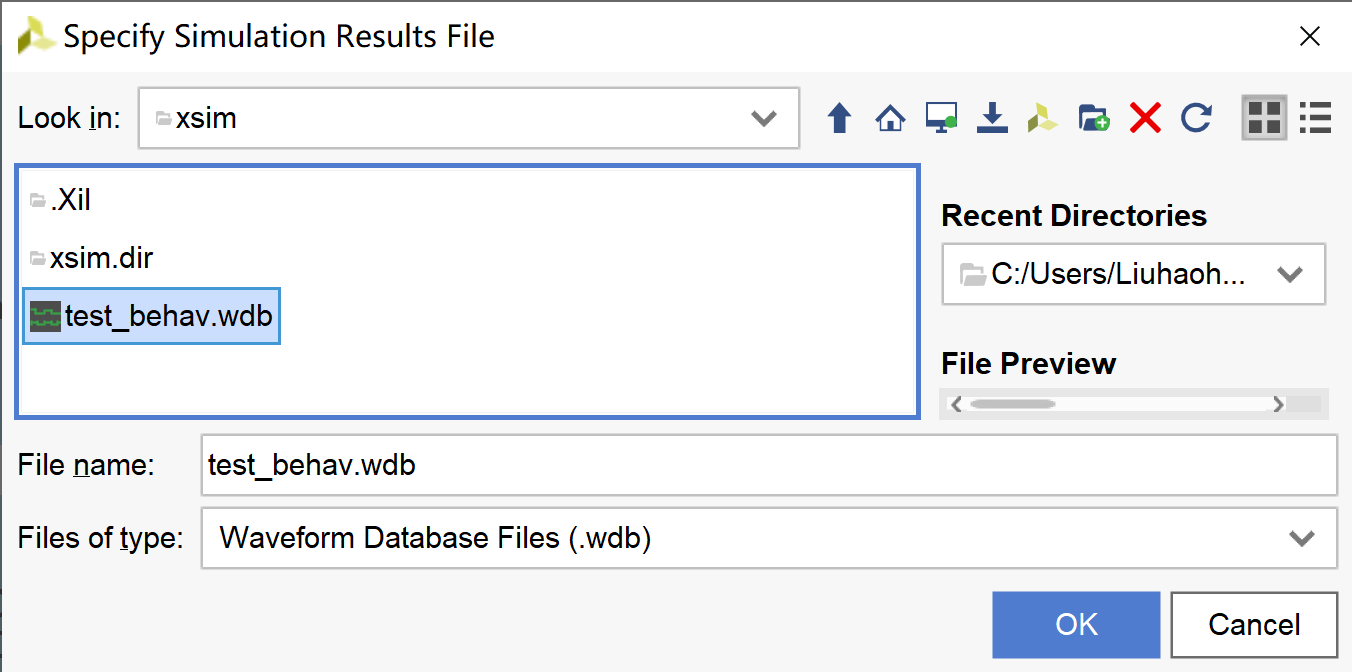 Specify Simulation Results File
Look in: xsim
.Xil
xsim.dir
test_behav.wdb
Recent Directories
C:/Users/Liuhaoh...
File Preview
File name: test_behav.wdb
Files of type: Waveform Database Files (.wdb)
OK Cancel